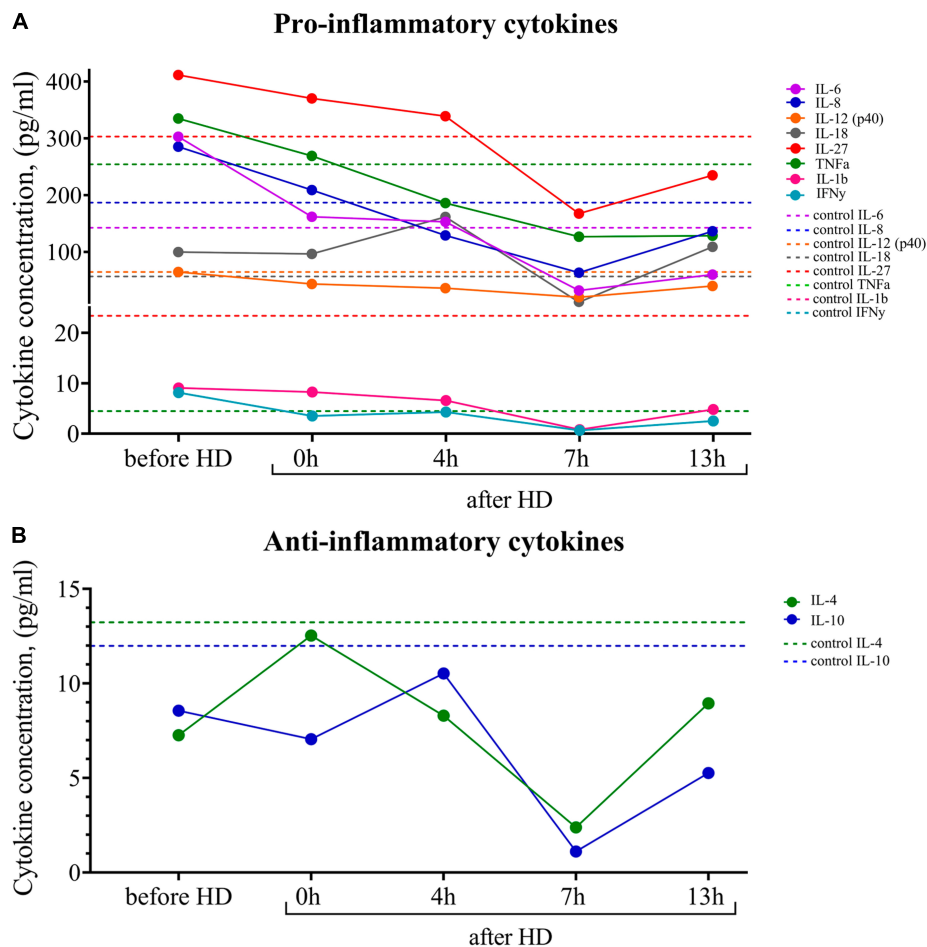 A
Pro-inflammatory cytokines
Cytokine concentration, (pg/ml)
400
300
200
100
20
10
0
before HD
0h
4h
7h
13h
after HD
IL-6
IL-8
IL-12 (p40)
IL-18
IL-27
TNFa
IL-1b
IFNy
control IL-6
control IL-8
control IL-12 (p40)
control IL-18
control IL-27
control TNFa
control IL-1b
control IFNy
B
Anti-inflammatory cytokines
Cytokine concentration, (pg/ml)
15
10
5
0
before HD
0h
4h
7h
13h
after HD
IL-4
IL-10
control IL-4
control IL-10